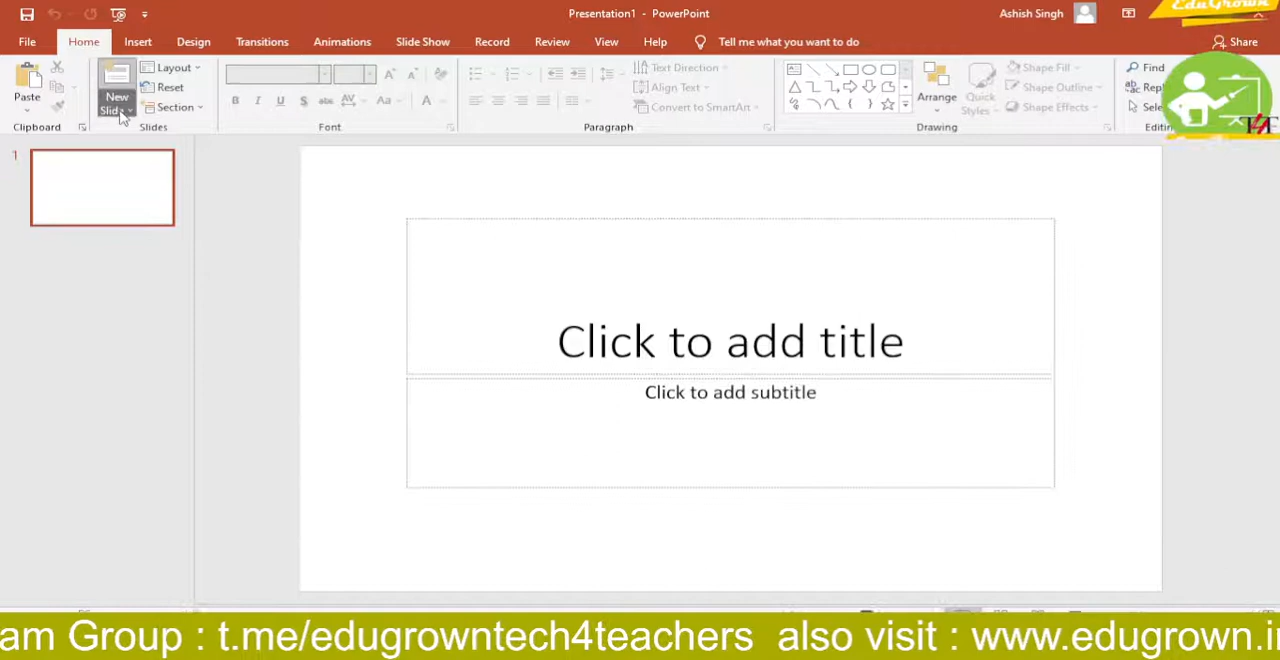 Presentation1 - PowerPoint
Ashish Singh
EduGrown
File Home Insert Design Transitions Animations Slide Show Record Review View Help Tell me what you want to do Share
Paste
New Slide
Layout
Reset
Section
Text Direction
Align Text
Convert to SmartArt
Arrange
Quick Styles
Shape Fill
Shape Outline
Shape Effects
Find
Clipboard Slides Font Paragraph Drawing
1
Click to add title
Click to add subtitle
am Group : t.me/edugrowntech4teachers also visit : www.edugrown.i